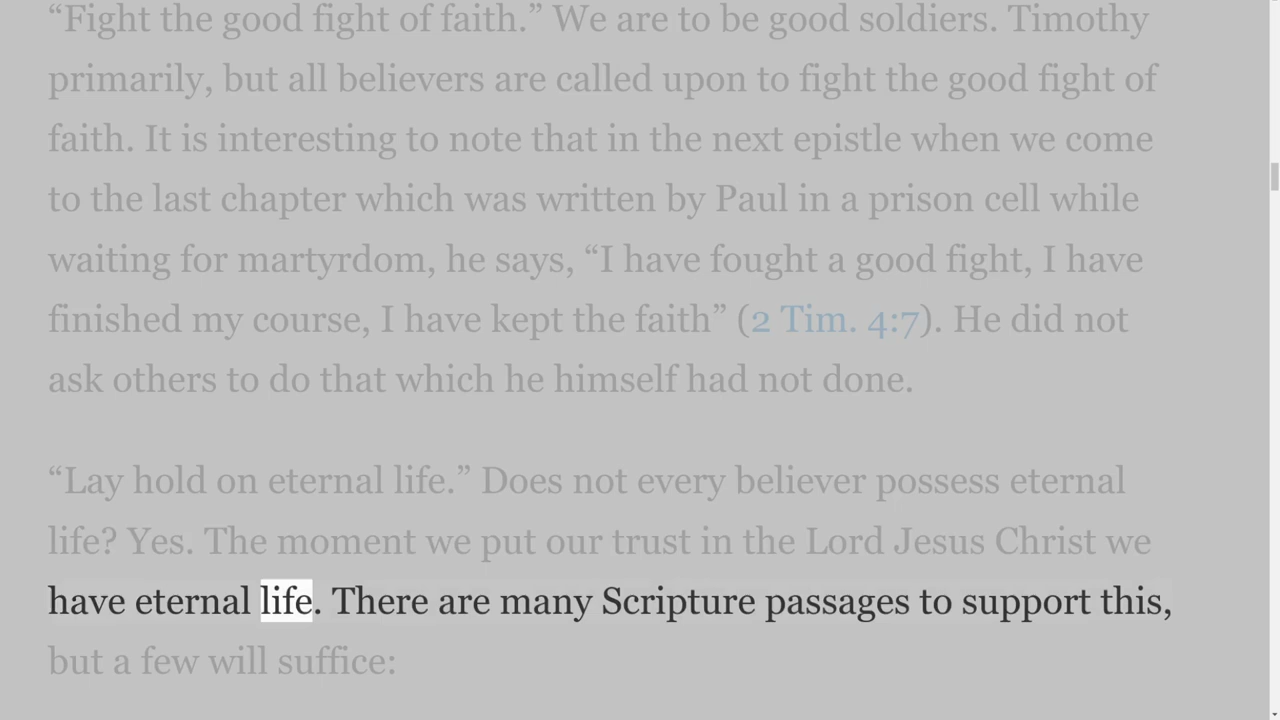 “Fight the good fight of faith.” We are to be good soldiers. Timothy
primarily, but all believers are called upon to fight the good fight of
faith. It is interesting to note that in the next epistle when we come
to the last chapter which was written by Paul in a prison cell while
waiting for martyrdom, he says, “I have fought a good fight, I have
finished my course, I have kept the faith” (2 Tim. 4:7). He did not
ask others to do that which he himself had not done.
“Lay hold on eternal life.” Does not every believer possess eternal
life? Yes. The moment we put our trust in the Lord Jesus Christ we
have eternal life. There are many Scripture passages to support this,
but a few will suffice: